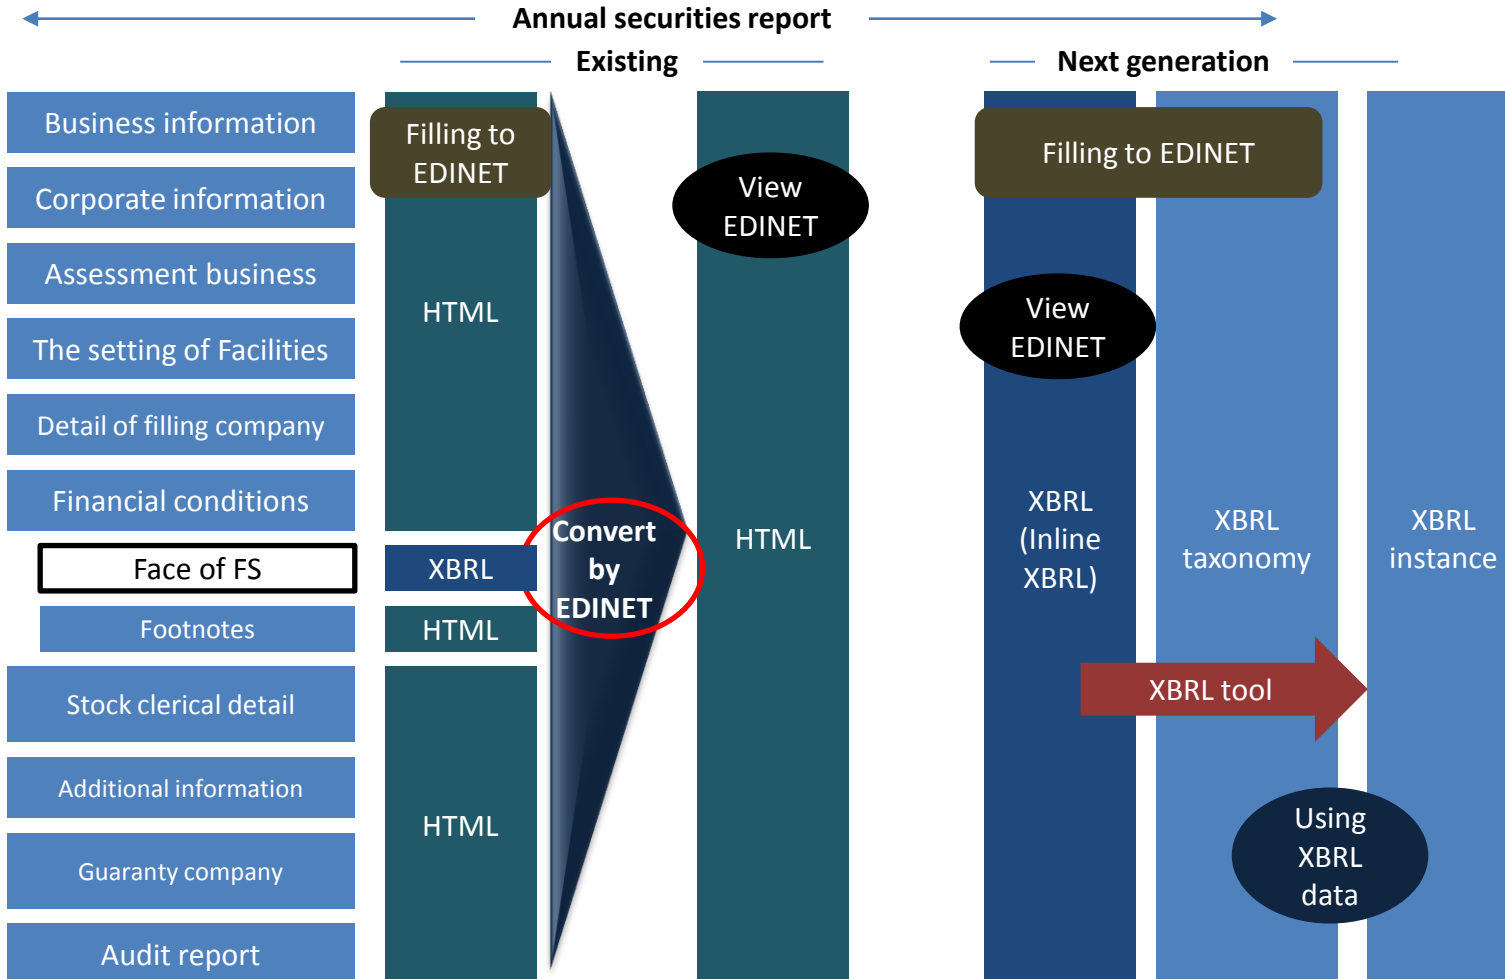 Annual securities report
Existing
Next generation
Business information
Corporate information
Assessment business
The setting of Facilities
Detail of filling company
Financial conditions
Face of FS
Footnotes
Stock clerical detail
Additional information
Guaranty company
Audit report
Filling to
EDINET
HTML
XBRL
HTML
HTML
Convert
by
EDINET
View
EDINET
HTML
Filling to EDINET
View
EDINET
XBRL
(Inline
XBRL)
XBRL
taxonomy
XBRL
instance
XBRL tool
Using
XBRL
data